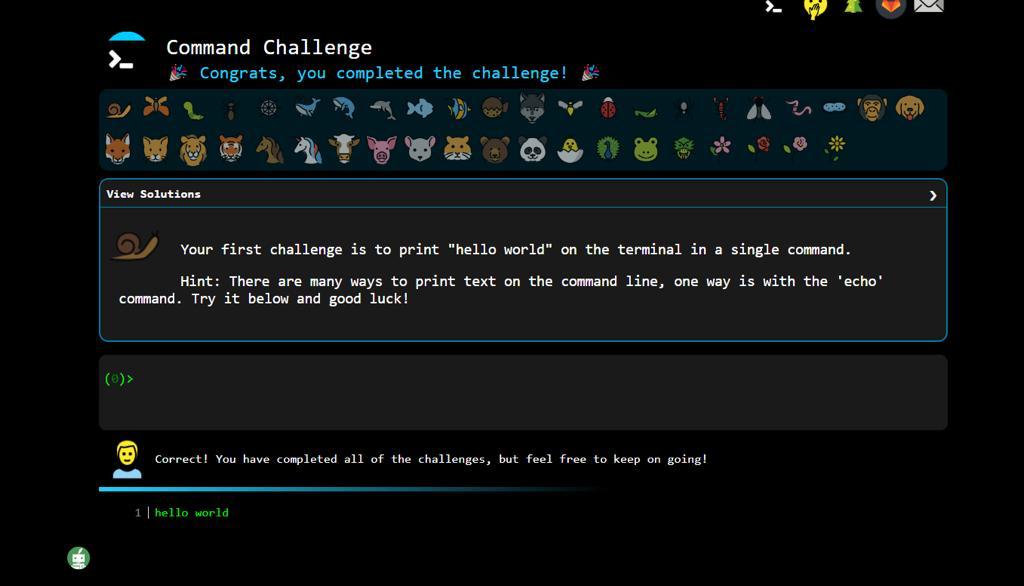 Command Challenge
Congrats, you completed the challenge!
View Solutions
Your first challenge is to print "hello world" on the terminal in a single command.
Hint: There are many ways to print text on the command line, one way is with the 'echo'
command. Try it below and good luck!
(0)>
Correct! You have completed all of the challenges, but feel free to keep on going!
1 | hello world